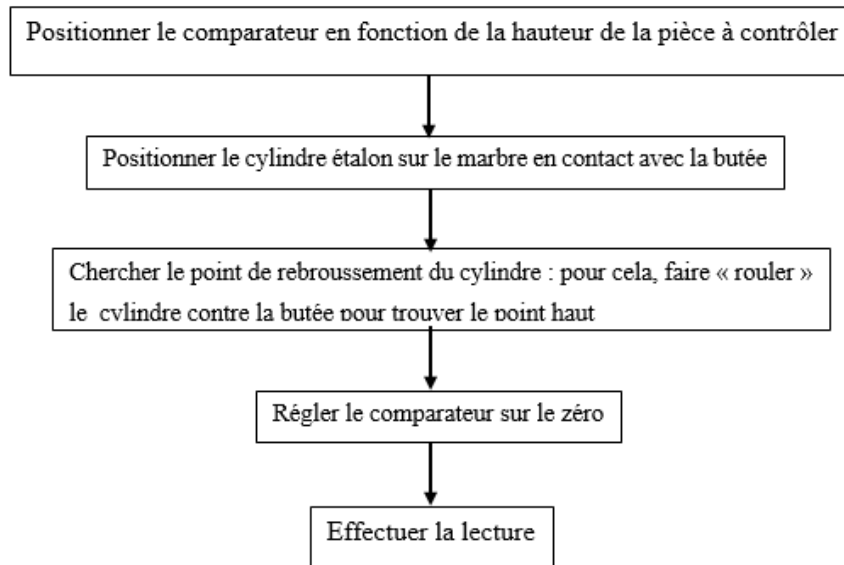 Positionner le comparateur en fonction de la hauteur de la pièce à contrôler
Positionner le cylindre étalon sur le marbre en contact avec la butée
Chercher le point de rebroussement du cylindre : pour cela, faire « rouler »
le cylindre contre la butée pour trouver le point haut
Régler le comparateur sur le zéro
Effectuer la lecture